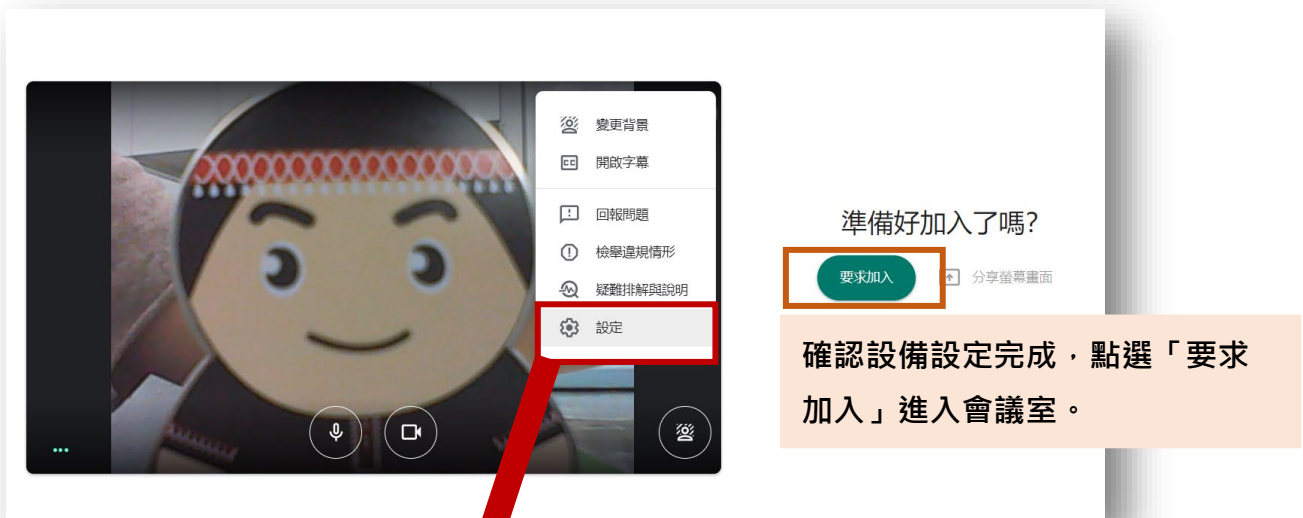 變更背景
開啟字幕
回報問題
檢舉違規情形
疑難排解與說明
設定
準備好加入了嗎?
要求加入
分享螢幕畫面
確認設備設定完成，點選「要求
加入」進入會議室。